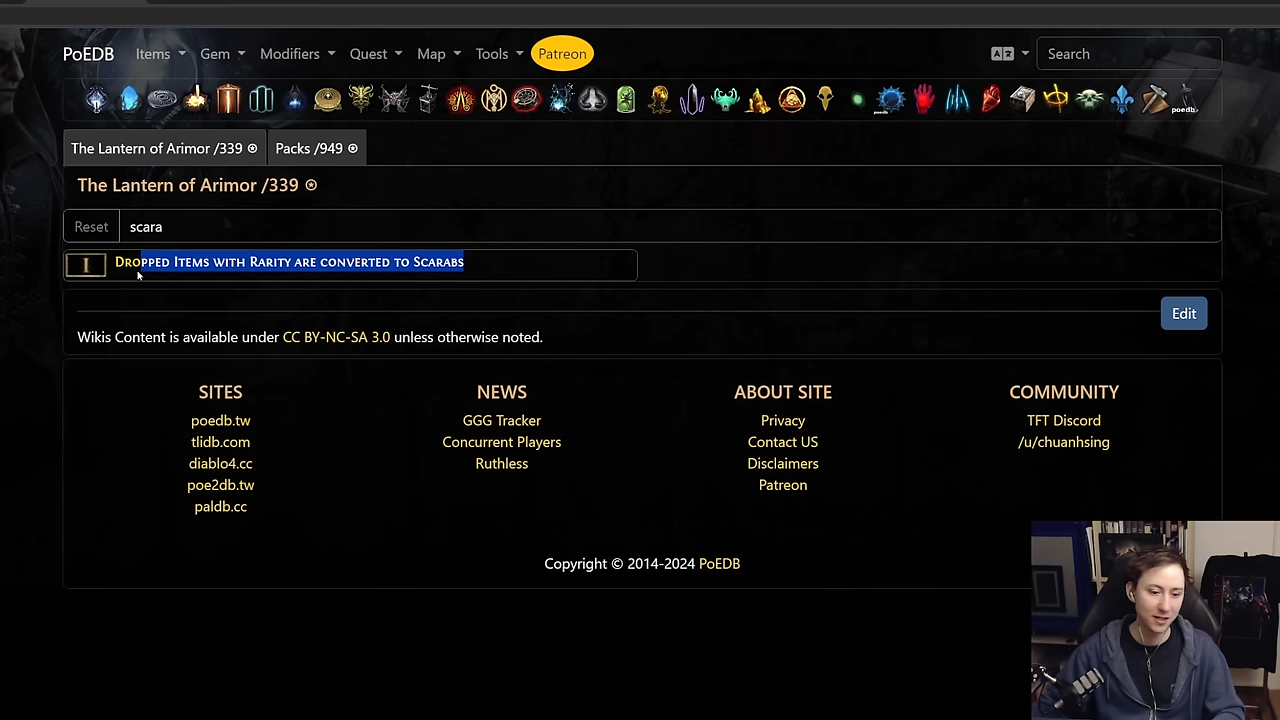 PoEDB Items Gem Modifiers Quest Map Tools Patreon Search
poedb
poedb
The Lantern of Arimor /339 Packs /949
The Lantern of Arimor /339
Reset scara
I Dropped Items with Rarity are converted to Scarabs
Edit
Wikis Content is available under CC BY-NC-SA 3.0 unless otherwise noted.
SITES
poedb.tw
tlidb.com
diablo4.cc
poe2db.tw
paldb.cc
NEWS
GGG Tracker
Concurrent Players
Ruthless
ABOUT SITE
Privacy
Contact US
Disclaimers
Patreon
COMMUNITY
TFT Discord
/u/chuanhsing
Copyright © 2014-2024 PoEDB